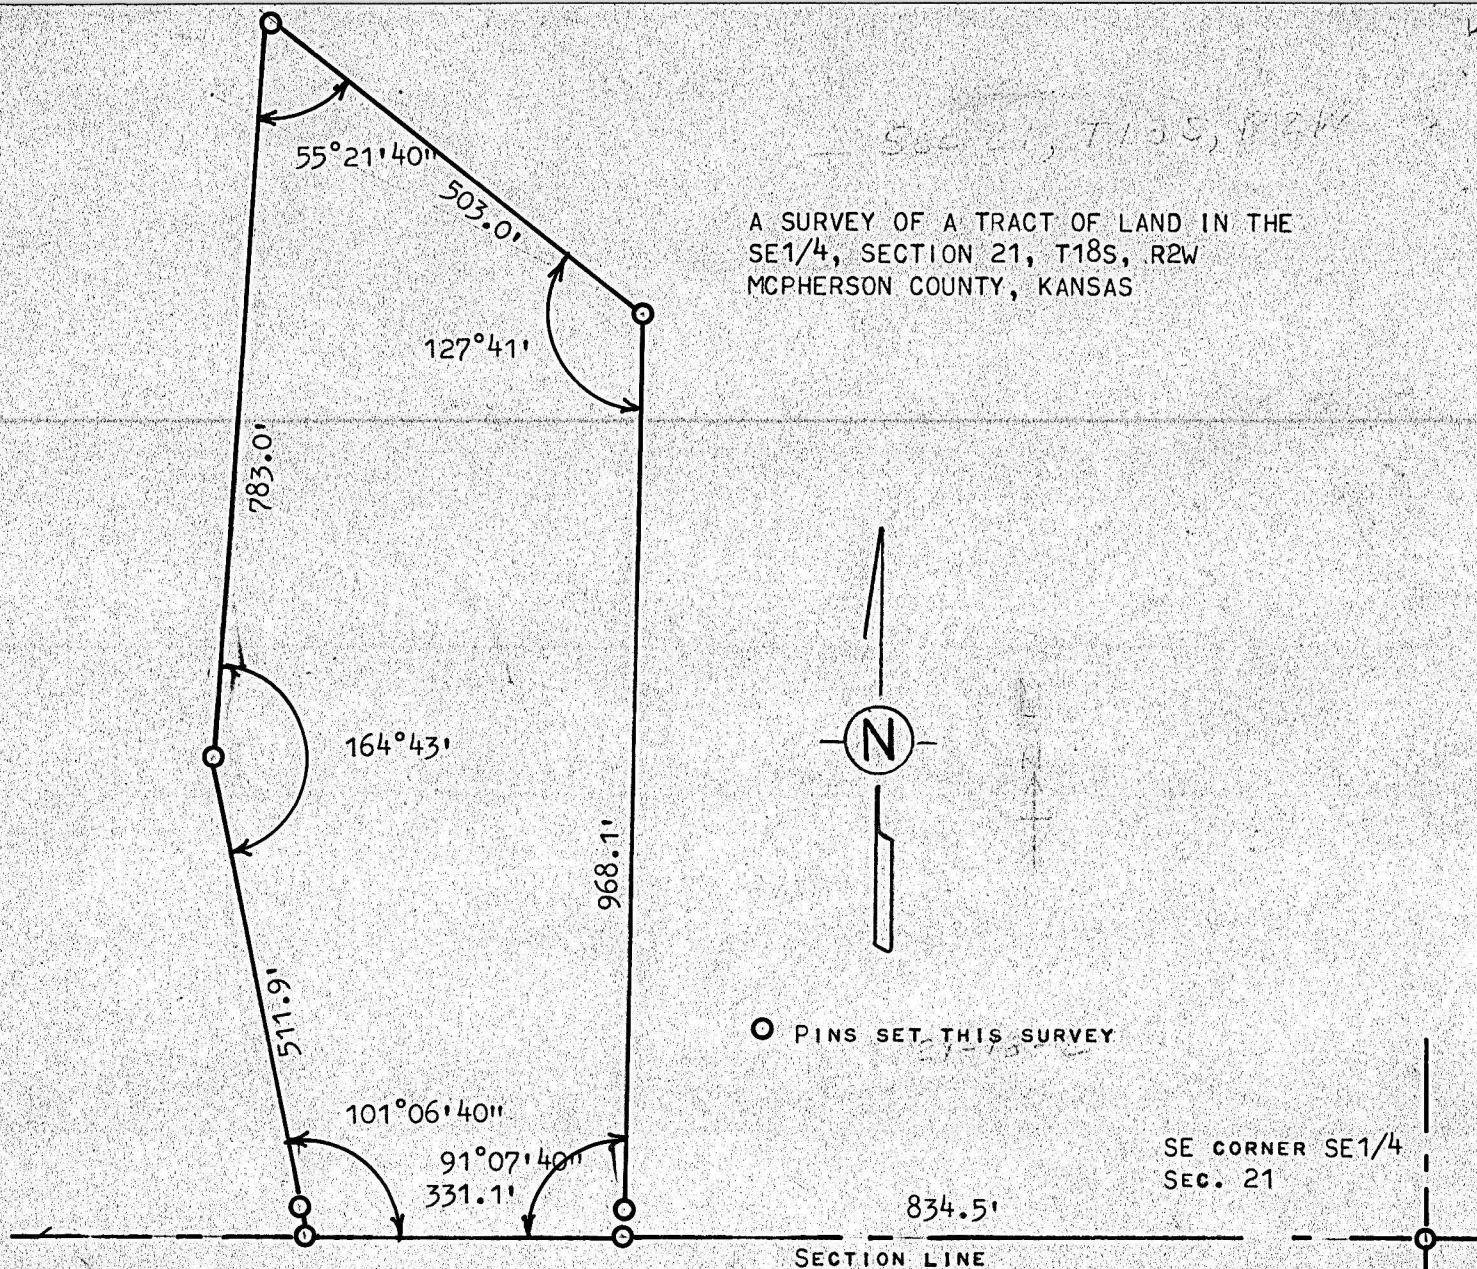 55°21'40"
503.0'
A SURVEY OF A TRACT OF LAND IN THE
SE1/4, SECTION 21, T18S, R2W
MCPHERSON COUNTY, KANSAS
127°41'
783.0'
164°43'
N
968.1'
511.9'
PINS SET THIS SURVEY
101°06'40"
91°07'40"
331.1'
834.5'
SE CORNER SE1/4
SEC. 21
SECTION LINE